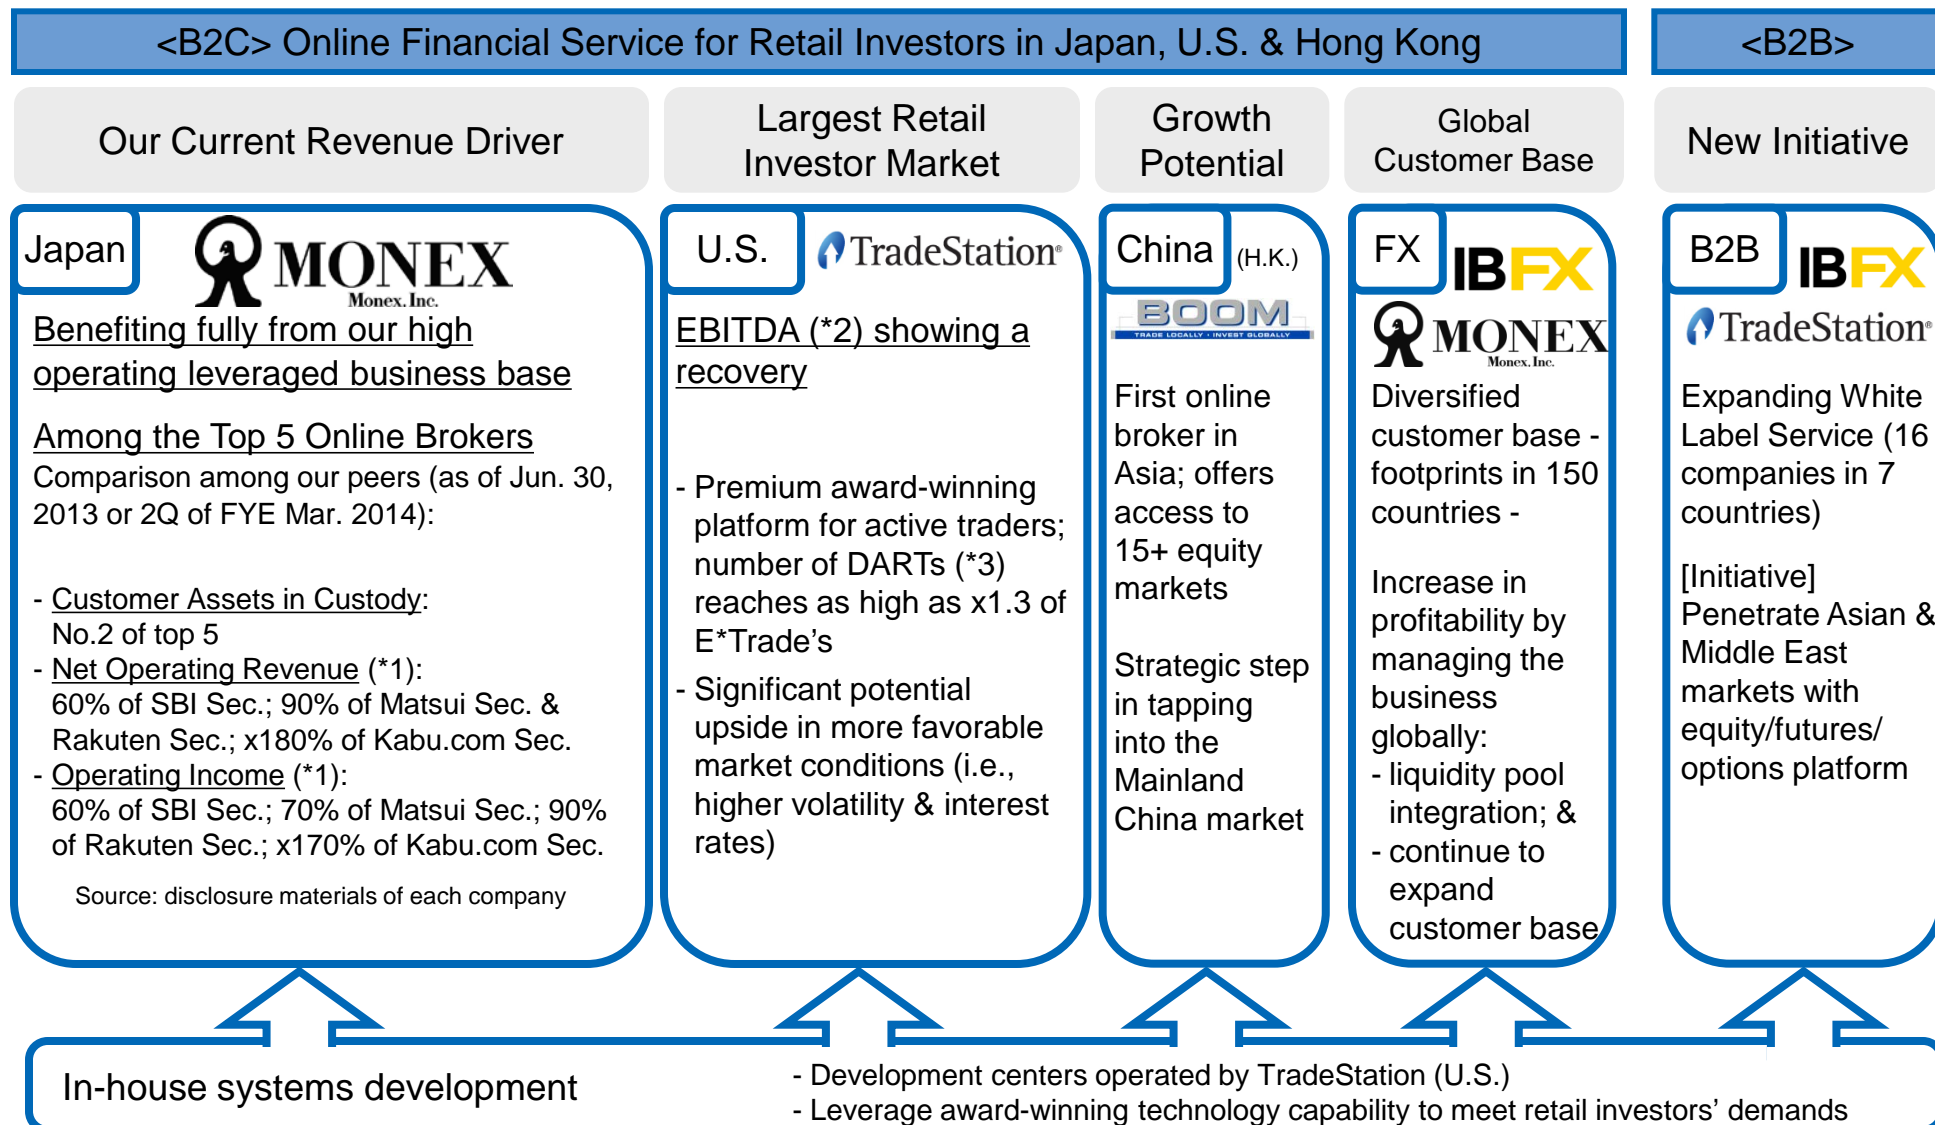 <B2C> Online Financial Service for Retail Investors in Japan, U.S. & Hong Kong
<B2B>
Our Current Revenue Driver
Largest Retail
Investor Market
Growth
Potential
Global
Customer Base
New Initiative
Japan
MONEX
Monex.Inc.
Benefiting fully from our high
operating leveraged business base
Among the Top 5 Online Brokers
Comparison among our peers (as of Jun. 30,
2013 or 2Q of FYE Mar. 2014):
- Customer Assets in Custody:
No.2 of top 5
- Net Operating Revenue (*1):
60% of SBI Sec.; 90% of Matsui Sec. &
Rakuten Sec.; x180% of Kabu.com Sec.
- Operating Income (*1):
60% of SBI Sec.; 70% of Matsui Sec.; 90%
of Rakuten Sec.; x170% of Kabu.com Sec.
Source: disclosure materials of each company
U.S.
TradeStation®
EBITDA (*2) showing a
recovery
- Premium award-winning
platform for active traders;
number of DARTs (*3)
reaches as high as x1.3 of
E*Trade's
- Significant potential
upside in more favorable
market conditions (i.e.,
higher volatility & interest
rates)
China (H.K.)
BOOM
TRADE LOCALLY · INVEST GLOBALLY
First online
broker in
Asia; offers
access to
15+ equity
markets
Strategic step
in tapping
into the
Mainland
China market
FX
IBFX
MONEX
Monex.Inc.
Diversified
customer base -
footprints in 150
countries -
Increase in
profitability by
managing the
business
globally:
- liquidity pool
integration; &
- continue to
expand
customer base
B2B
IBFX
TradeStation®
Expanding White
Label Service (16
companies in 7
countries)
[Initiative]
Penetrate Asian &
Middle East
markets with
equity/futures/
options platform
In-house systems development
- Development centers operated by TradeStation (U.S.)
- Leverage award-winning technology capability to meet retail investors' demands